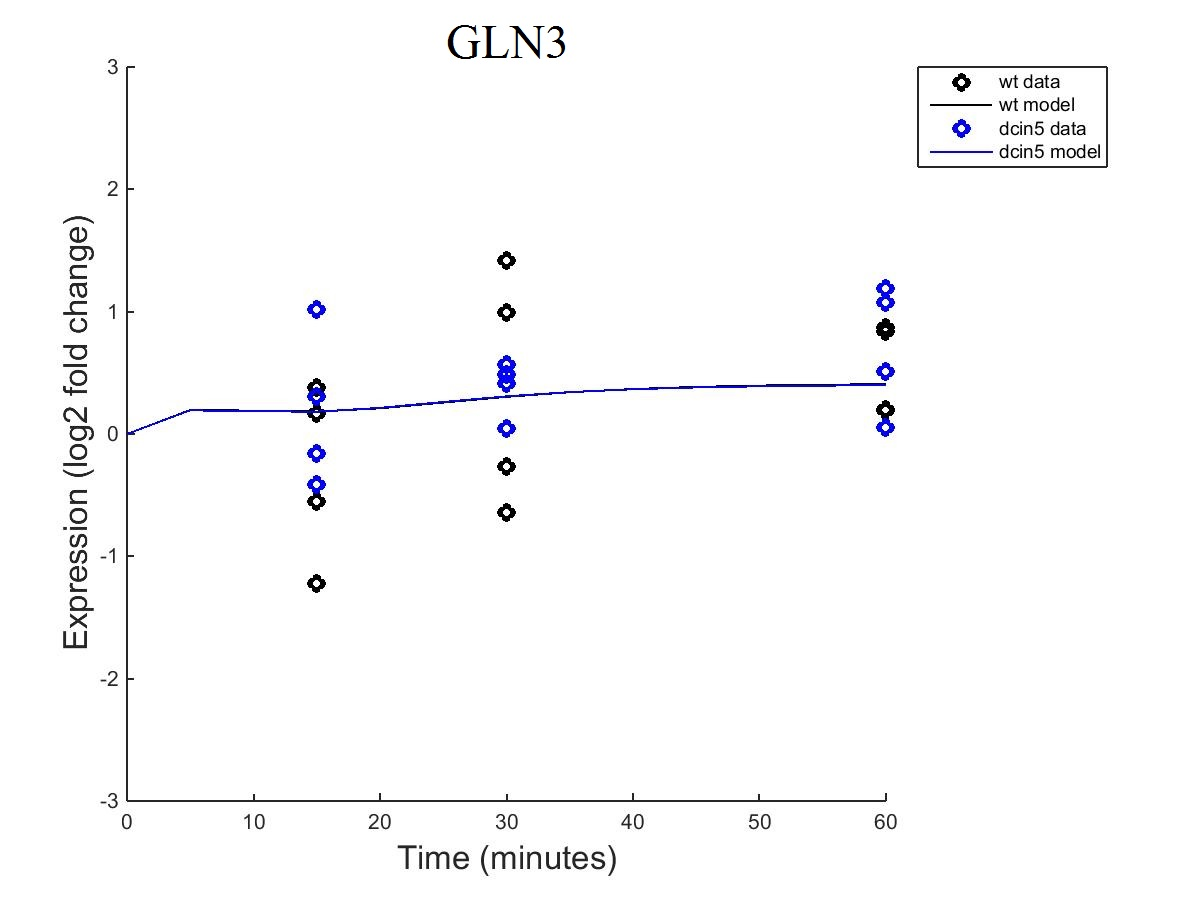 GLN3
wt data
wt model
dcin5 data
dcin5 model
Expression (log2 fold change)
3
2
1
0
-1
-2
-3
0 10 20 30 40 50 60
Time (minutes)